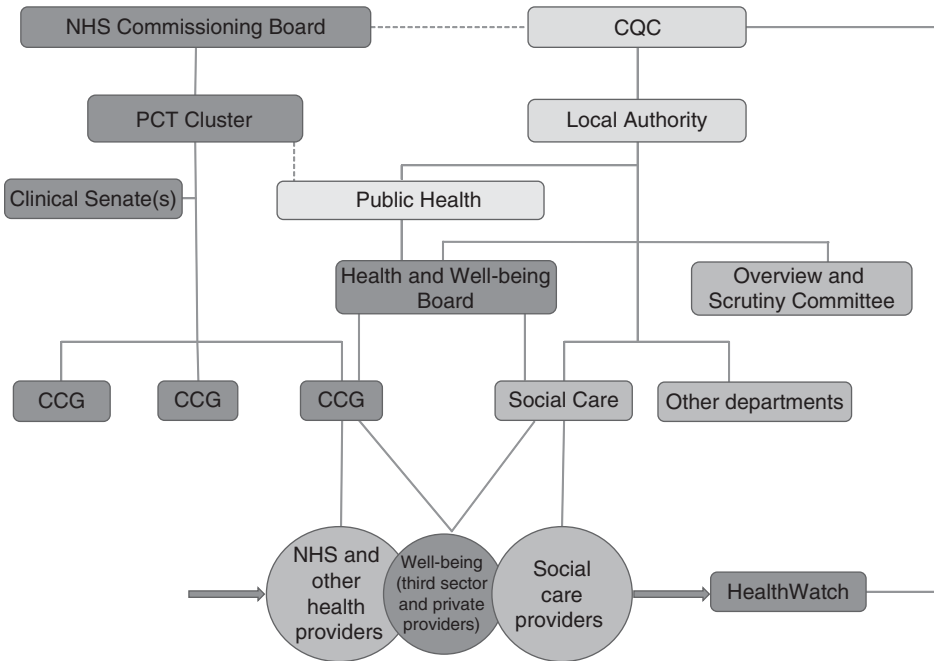 NHS Commissioning Board
CQC
PCT Cluster
Local Authority
Clinical Senate(s)
Public Health
Health and Well-being
Board
Overview and
Scrutiny Committee
CCG
CCG
CCG
Social Care
Other departments
NHS and
other
health
providers
Well-being
(third sector
and private
providers)
Social
care
providers
HealthWatch